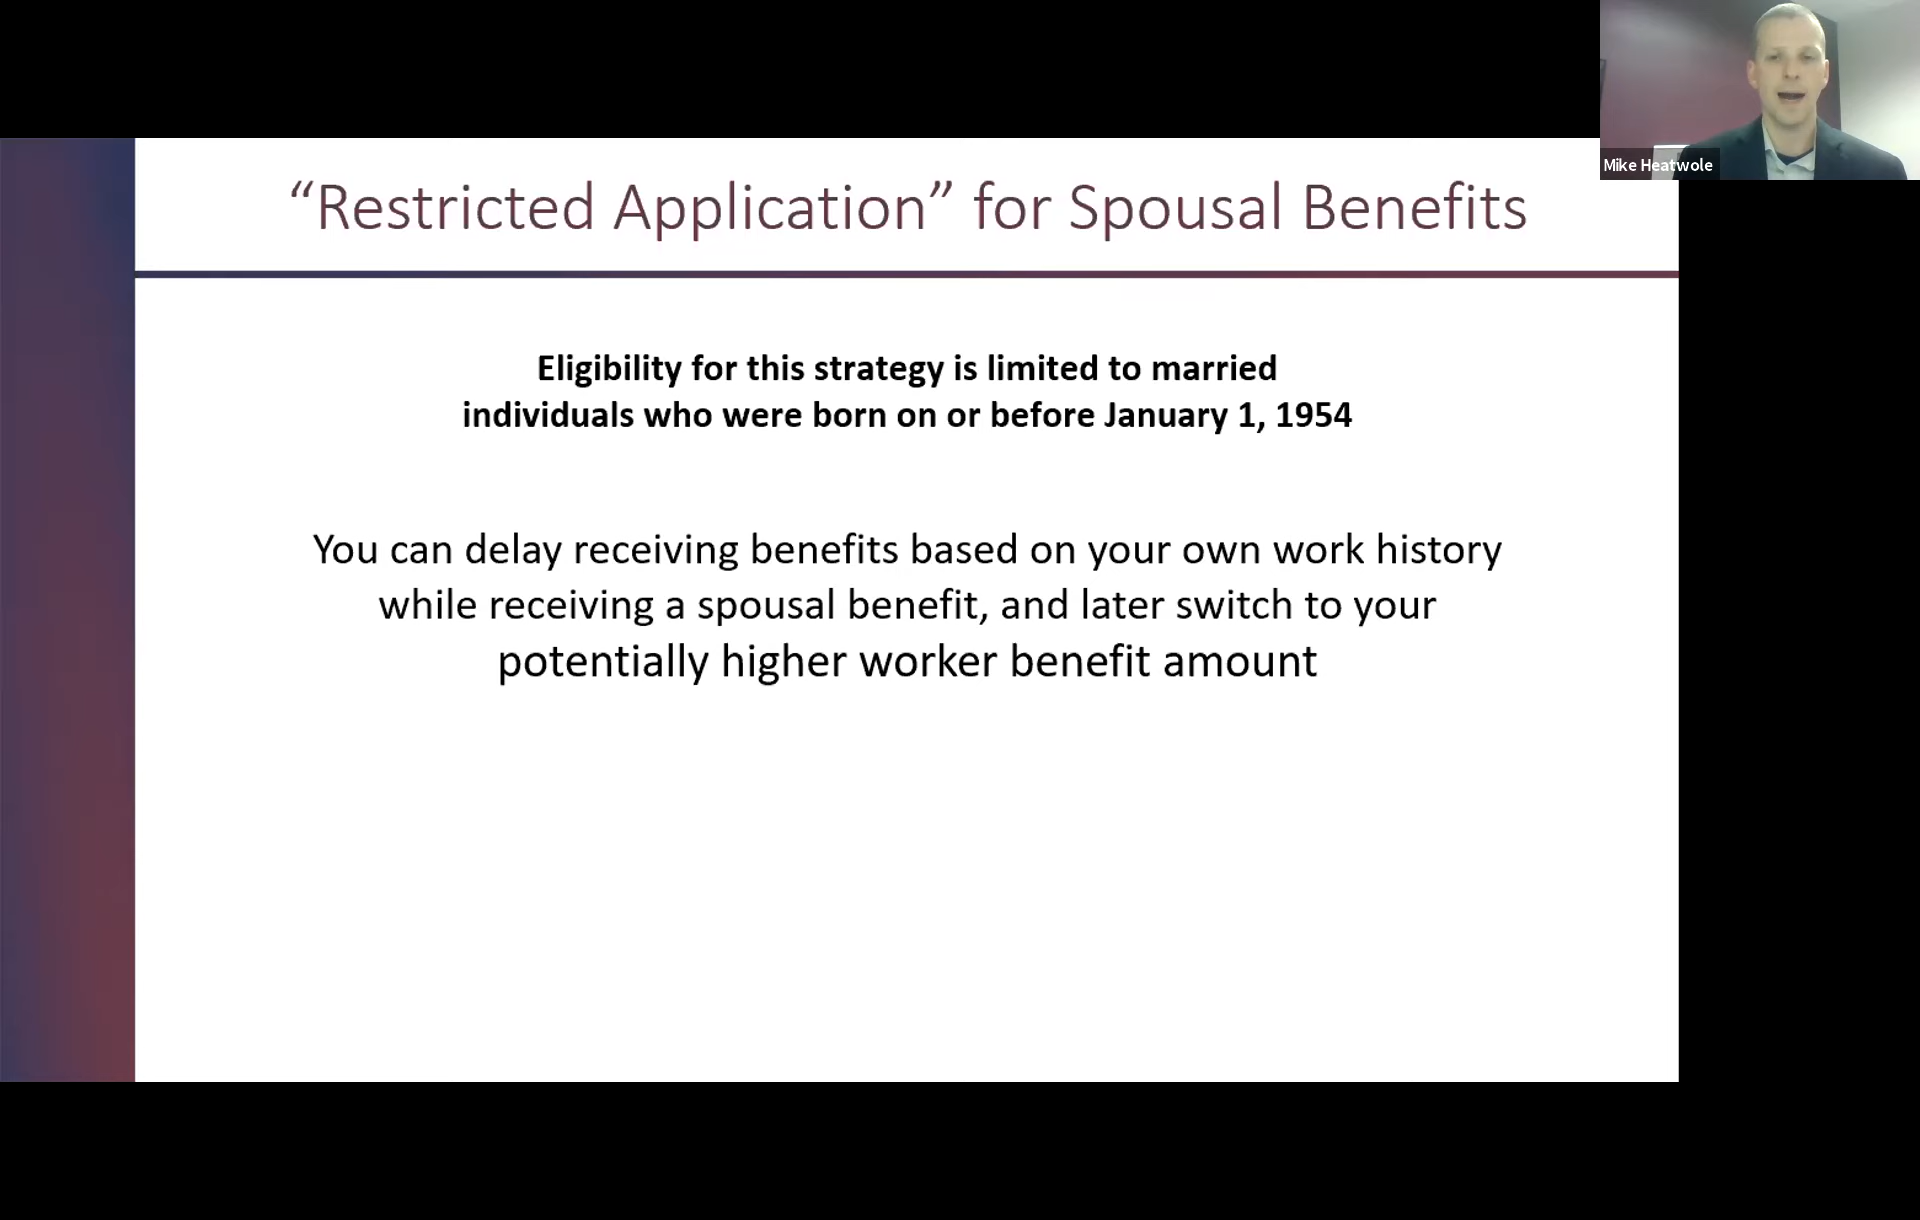 Mike Heatwole
“Restricted Application” for Spousal Benefits
Eligibility for this strategy is limited to married
individuals who were born on or before January 1, 1954
You can delay receiving benefits based on your own work history
while receiving a spousal benefit, and later switch to your
potentially higher worker benefit amount